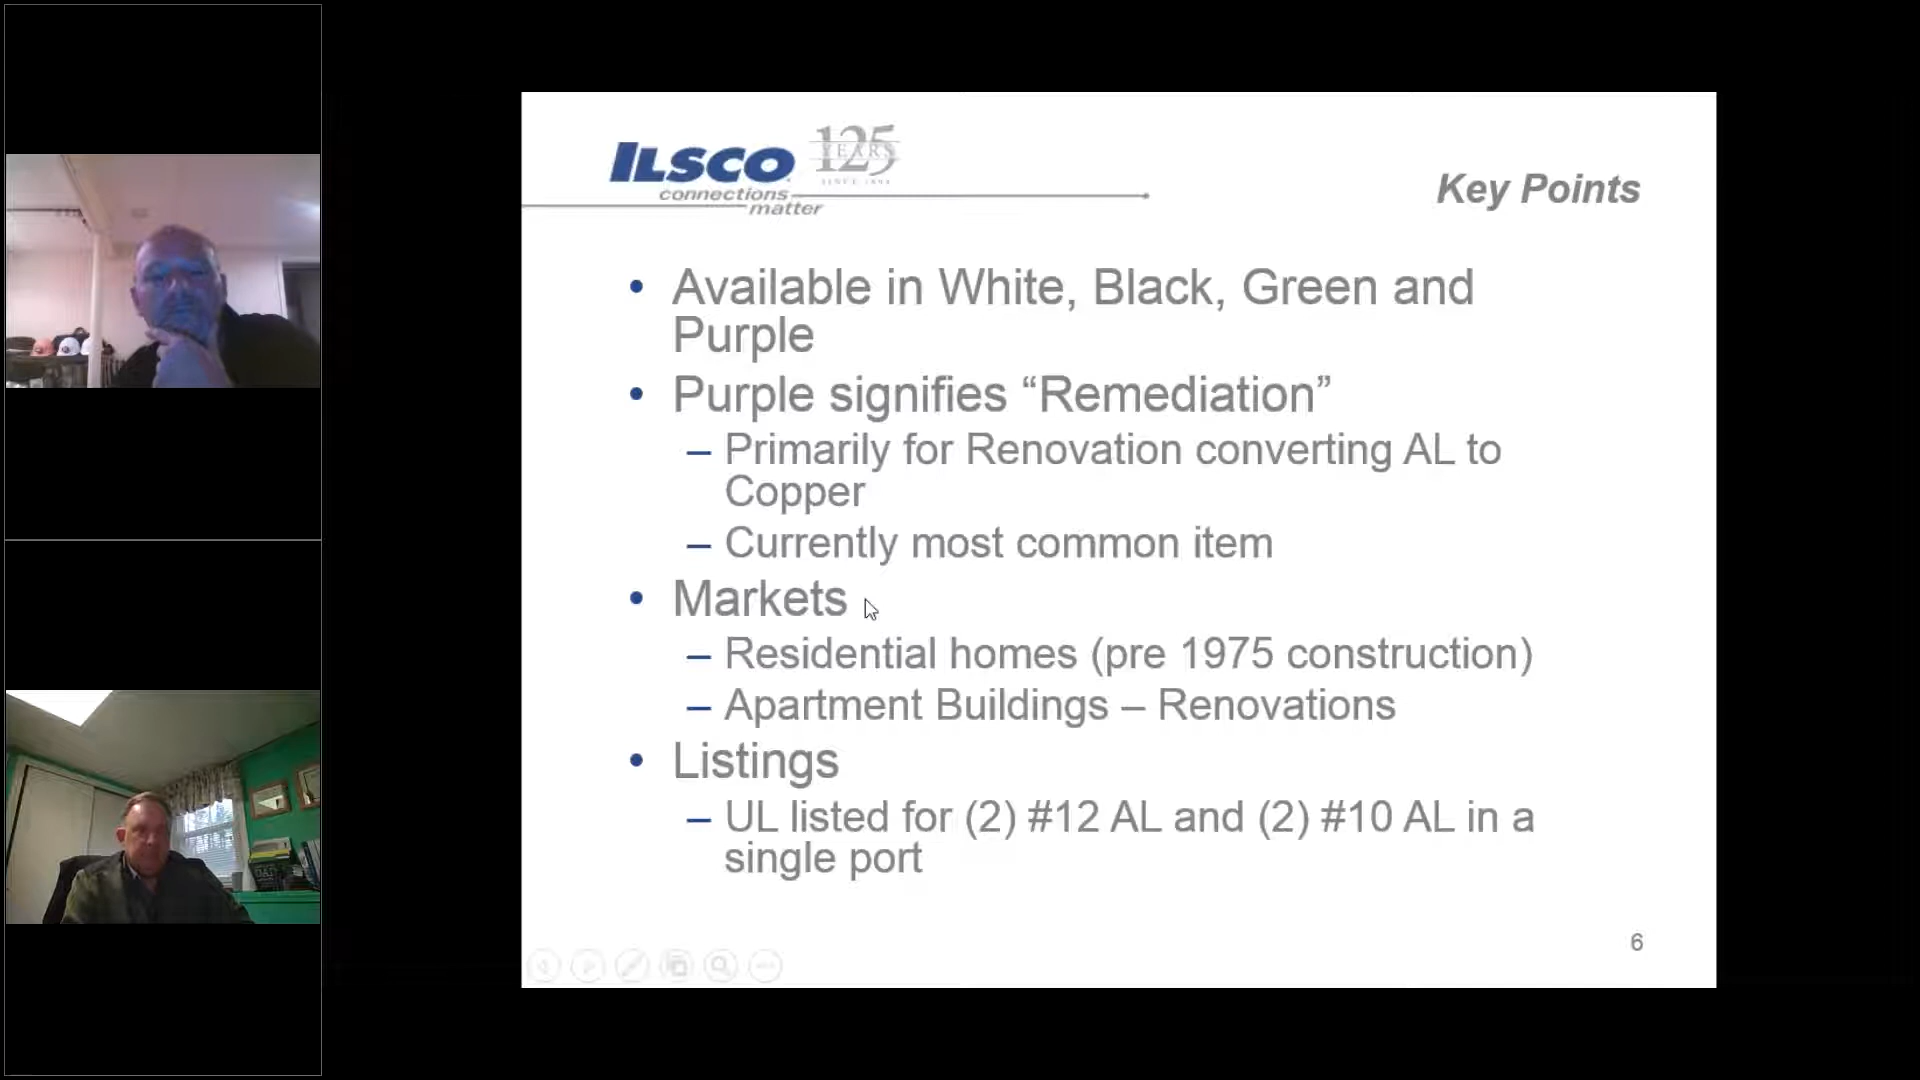 ILSCO
125
YEARS
SINCE 1894
connections
matter
Key Points
• Available in White, Black, Green and
Purple
• Purple signifies “Remediation”
– Primarily for Renovation converting AL to
Copper
– Currently most common item
• Markets
– Residential homes (pre 1975 construction)
– Apartment Buildings – Renovations
• Listings
– UL listed for (2) #12 AL and (2) #10 AL in a
single port
6